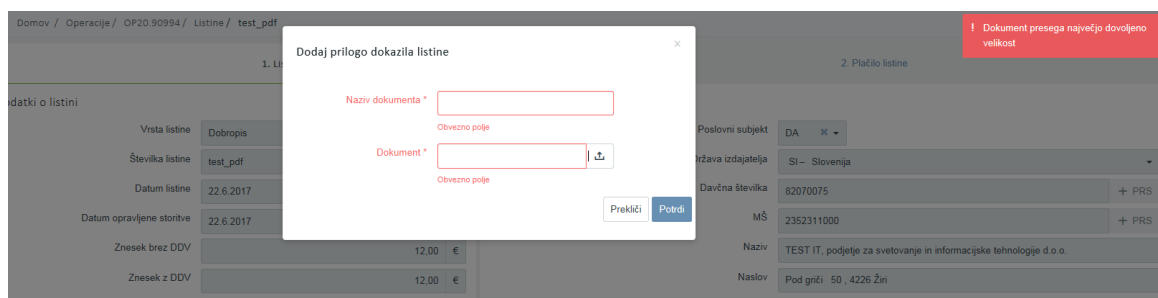 Domov / Operacije / OP20.90994 / Listine / test_pdf
! Dokument presega največjo dovoljeno
velikost
Dodaj prilogo dokazila listine ×
1. Li
2. Plačilo listine
Naziv dokumenta *
Obvezno polje
Dokument *
Obvezno polje
Prekliči Potrdi
datki o listini
Vrsta listine Dobropis
Številka listine test_pdf
Datum listine 22.6.2017
Datum opravljene storitve 22.6.2017
Znesek brez DDV 12,00 €
Znesek z DDV 12,00 €
Poslovni subjekt DA ×
ržava izdajatelja SI – Slovenija
Davčna številka 82070075 + PRS
MŠ 2352311000 + PRS
Naziv TEST IT, podjetje za svetovanje in informacijske tehnologije d.o.o.
Naslov Pod griči 50 , 4226 Žiri